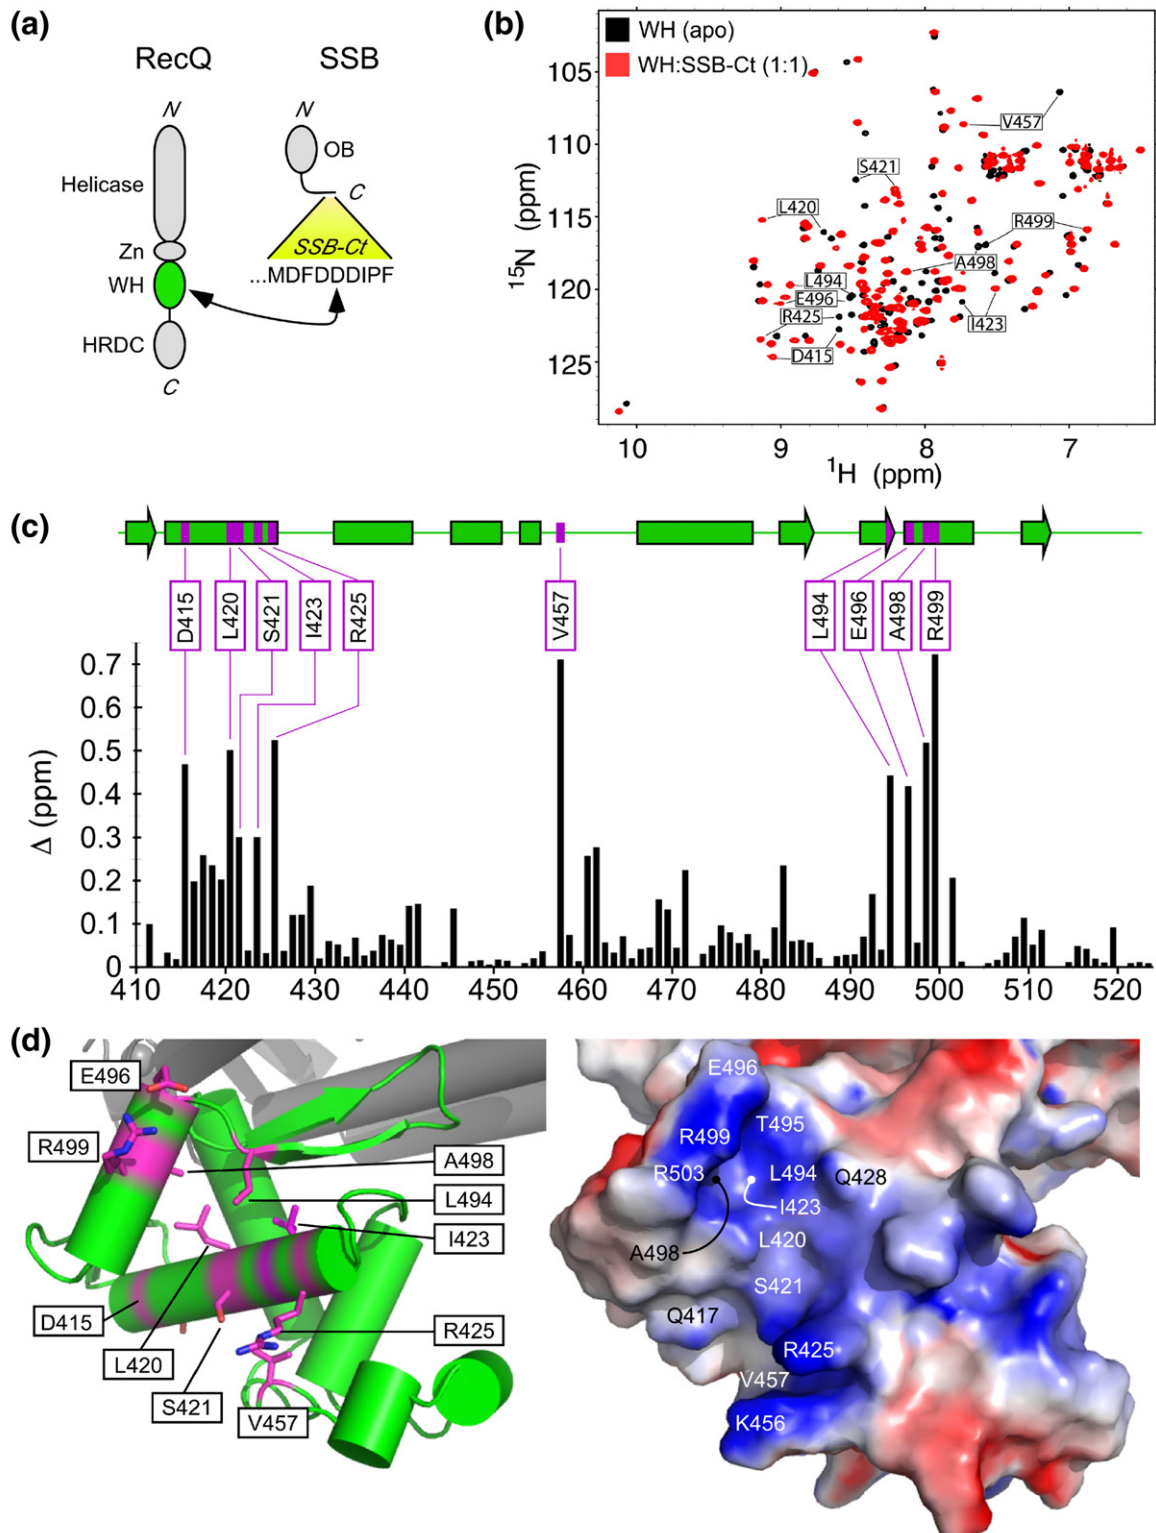 (a)
RecQ
SSB
N
N
OB
Helicase
C
Zn
SSB-Ct
WH
...MDFDDDIPF
HRDC
C
(b)
WH (apo)
WH:SSB-Ct (1:1)
105
110
115
120
125
15N (ppm)
V457
S421
L420
R499
A498
L494
E496
R425
I423
D415
10
9
8
7
1H (ppm)
(c)
D415
L420
S421
I423
R425
V457
L494
E496
A498
R499
0.7
0.6
0.5
0.4
0.3
0.2
0.1
0
Δ (ppm)
410 420 430 440 450 460 470 480 490 500 510 520
(d)
E496
R499
A498
L494
I423
D415
R425
L420
S421
V457
E496
T495
R499
R503
L494
Q428
I423
A498
L420
S421
Q417
R425
V457
K456